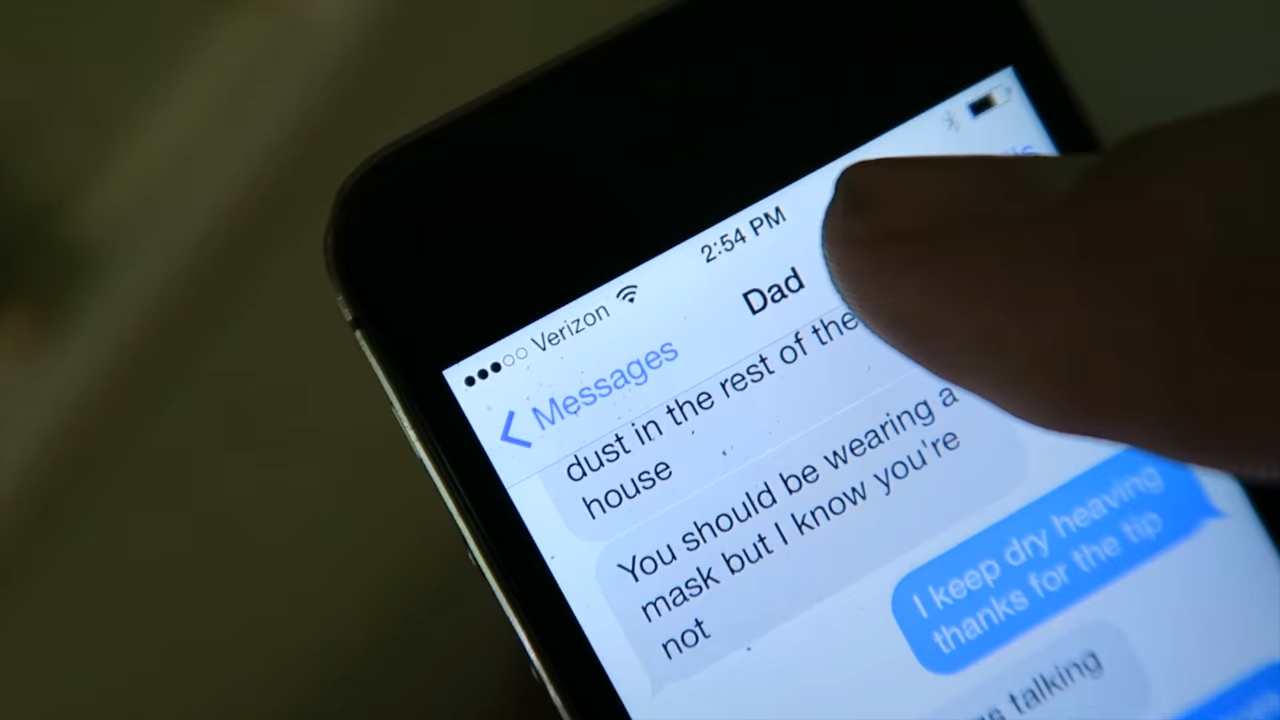 Verizon
2:54 PM
Messages
Dad
dust in the rest of the
house
You should be wearing a
mask but I know you're
not
I keep dry heaving
thanks for the tip
talking